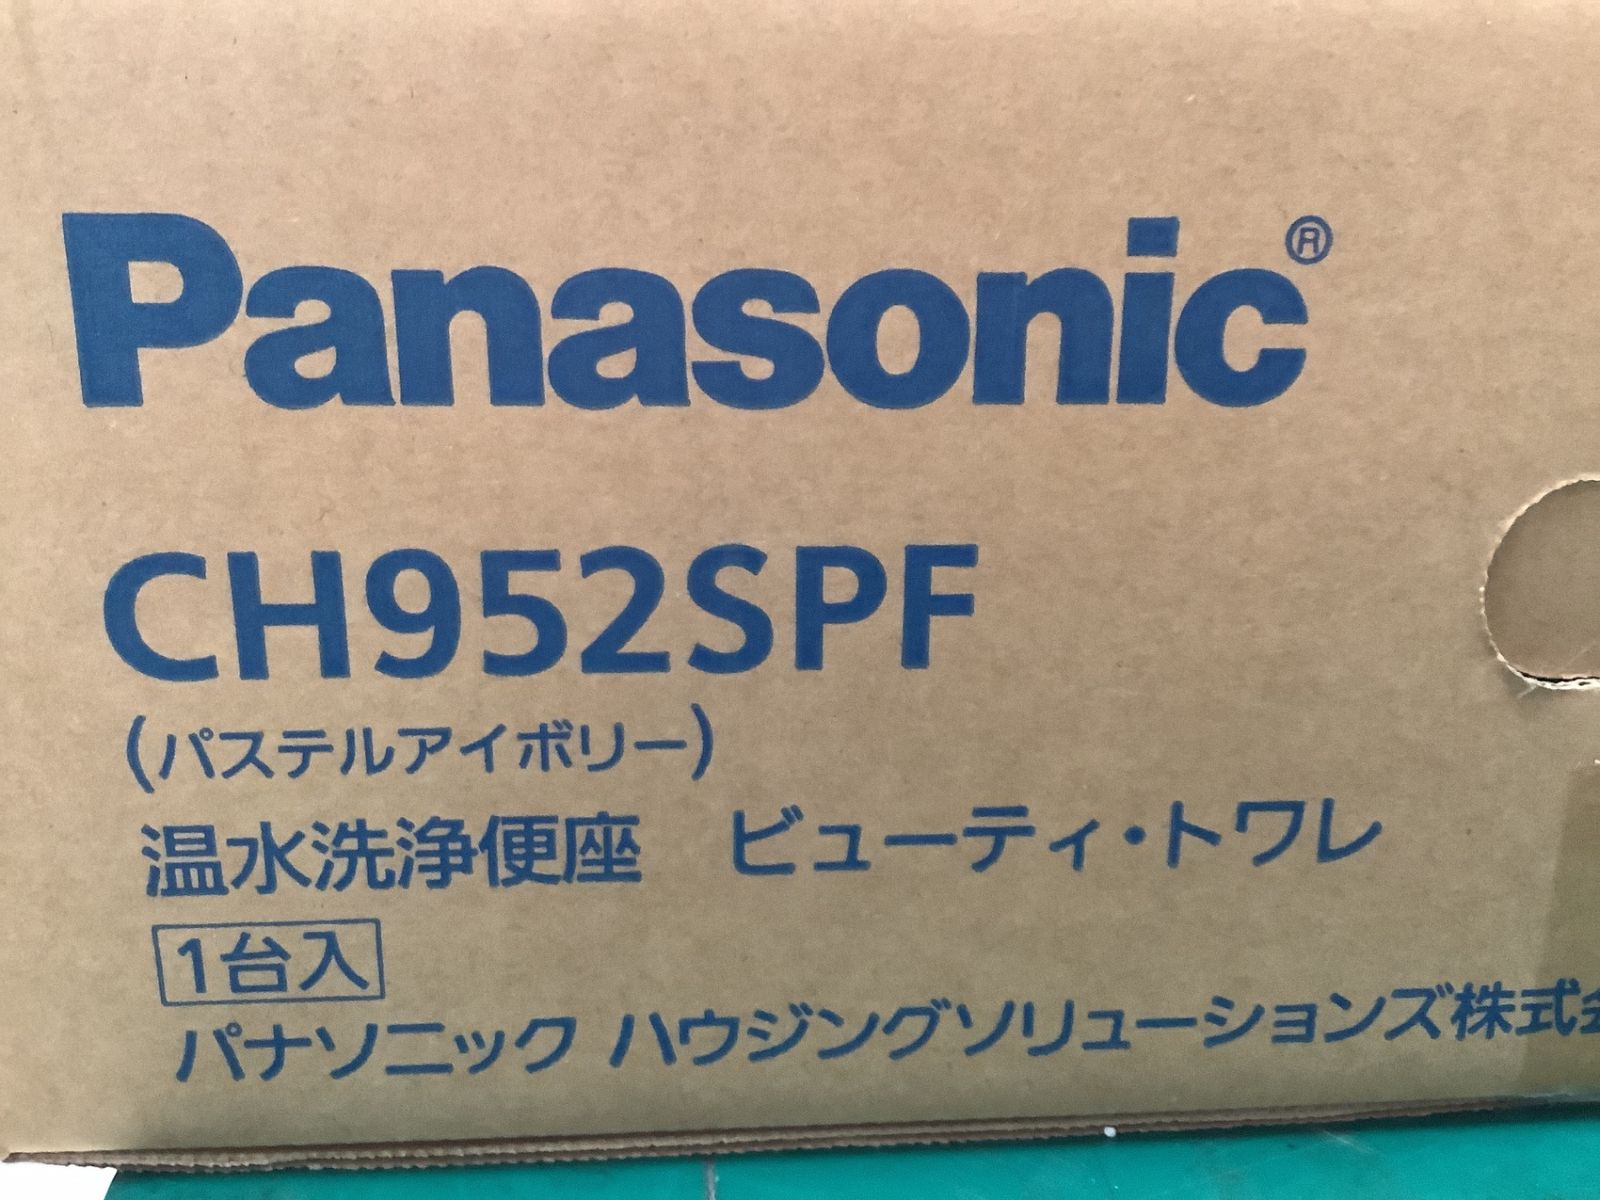 Panasonic®
CH952SPF
(パステルアイボリー)
温水洗浄便座　ビューティ・トワレ
1台入
パナソニック ハウジングソリューションズ株式会